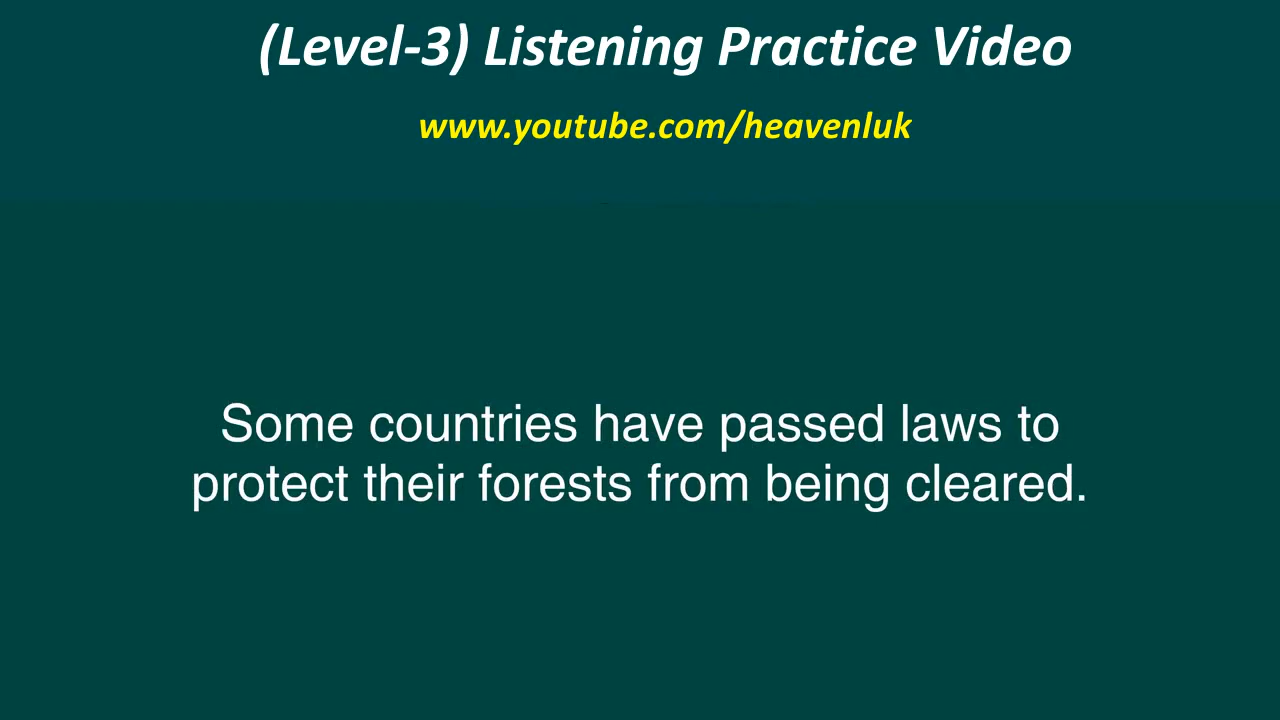 (Level-3) Listening Practice Video
www.youtube.com/heavenluk
Some countries have passed laws to
protect their forests from being cleared.